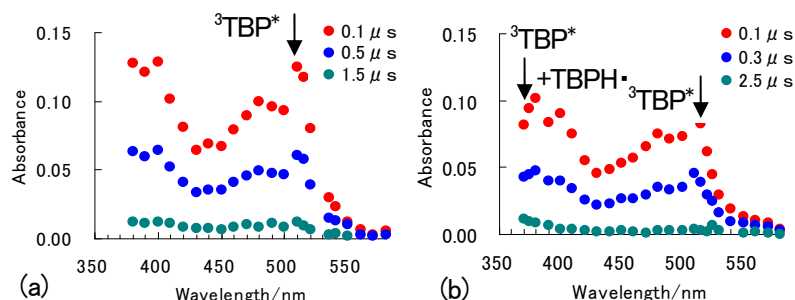 ³TBP*
0.1 μ s
0.5 μ s
1.5 μ s
0.15
0.10
0.05
0.00
Absorbance
350
400
450
500
550
Wavelength/nm
(a)
³TBP*
+TBPH·
³TBP*
0.1 μ s
0.3 μ s
2.5 μ s
0.15
0.10
0.05
0.00
Absorbance
350
400
450
500
550
Wavelength/nm
(b)